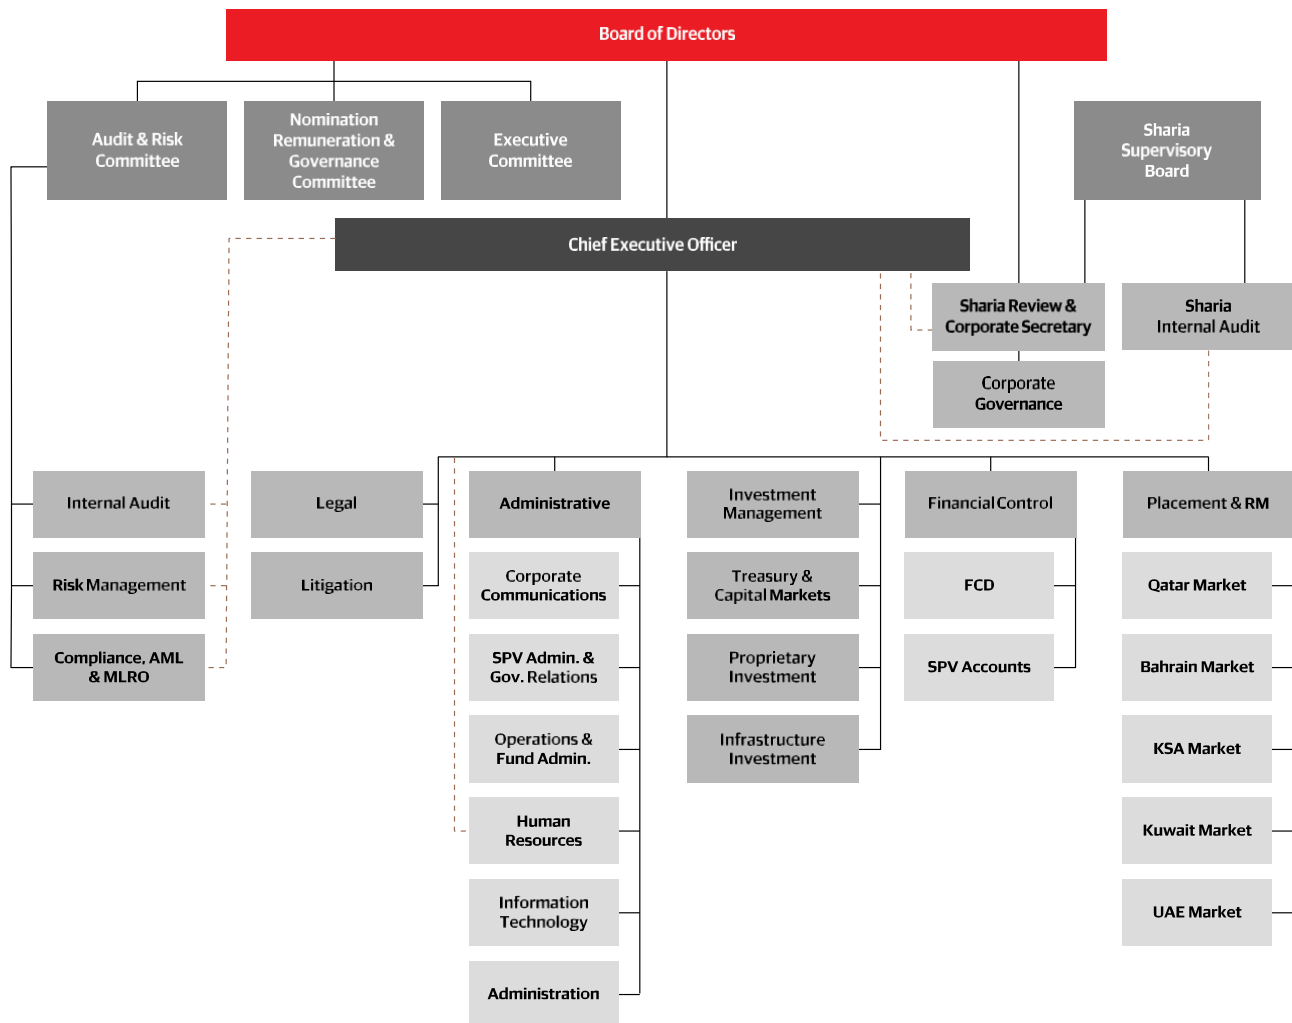 Board of Directors
Audit & Risk
Committee
Nomination
Remuneration &
Governance
Committee
Executive
Committee
Sharia
Supervisory
Board
Chief Executive Officer
Sharia Review &
Corporate Secretary
Sharia
Internal Audit
Corporate
Governance
Internal Audit
Risk Management
Compliance, AML
& MLRO
Legal
Litigation
Administrative
Corporate
Communications
SPV Admin. &
Gov. Relations
Operations &
Fund Admin.
Human
Resources
Information
Technology
Administration
Investment
Management
Treasury &
Capital Markets
Proprietary
Investment
Infrastructure
Investment
Financial Control
FCD
SPV Accounts
Placement & RM
Qatar Market
Bahrain Market
KSA Market
Kuwait Market
UAE Market